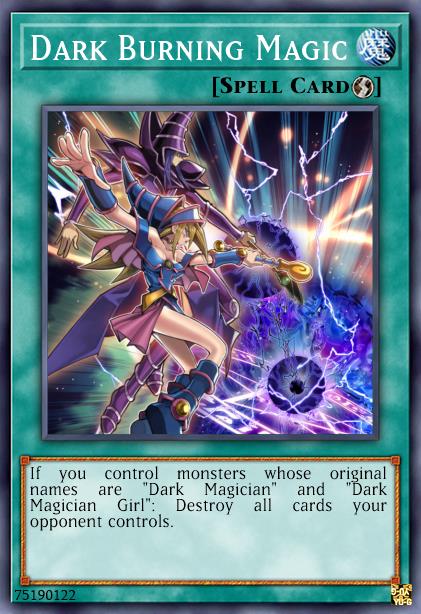 DARK BURNING MAGIC
魔
[SPELL CARD]
If you control monsters whose original
names are "Dark Magician" and "Dark
Magician Girl": Destroy all cards your
opponent controls.
75190122